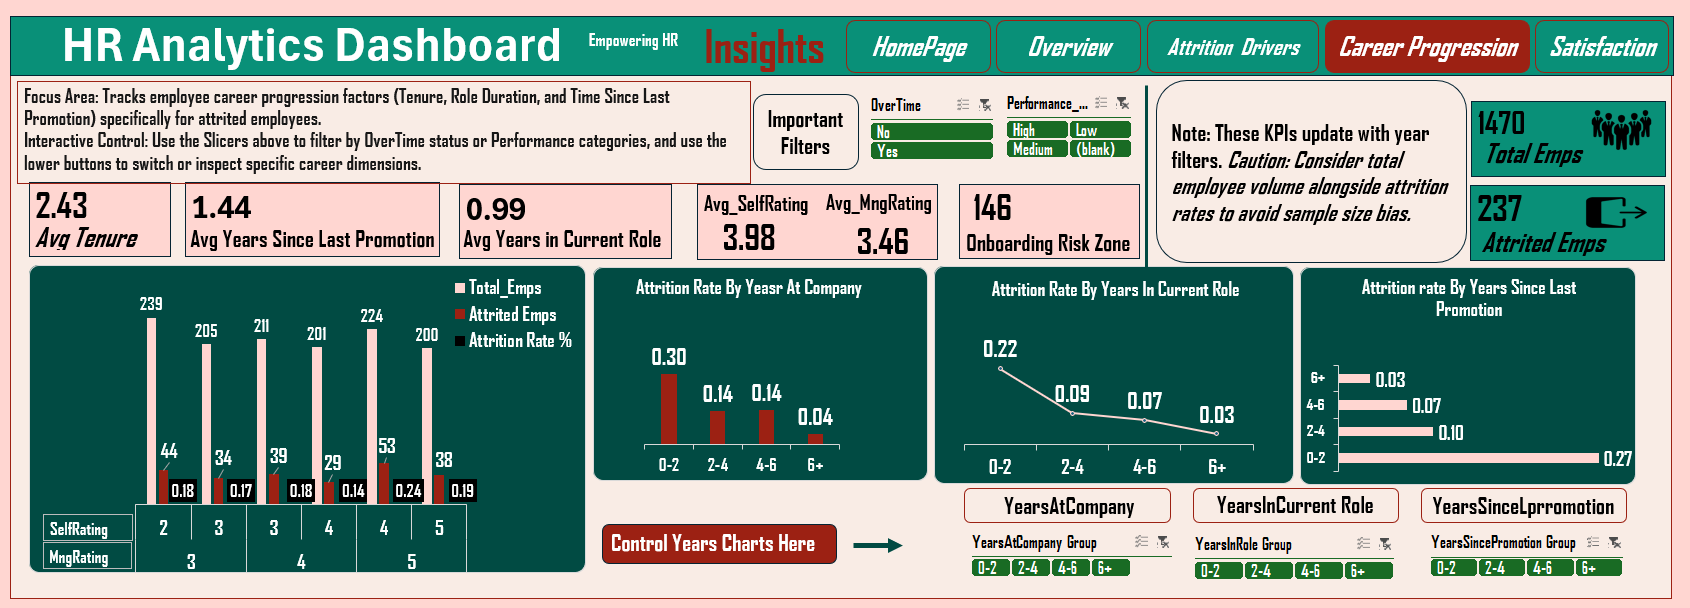 HR Analytics Dashboard
Empowering HR
Insights
HomePage
Overview
Attrition Drivers
Career Progression
Satisfaction
Focus Area: Tracks employee career progression factors (Tenure, Role Duration, and Time Since Last
Promotion) specifically for attrited employees.
Interactive Control: Use the Slicers above to filter by OverTime status or Performance categories, and use the
lower buttons to switch or inspect specific career dimensions.
Important
Filters
OverTime
No
Yes
Performance_...
High
Low
Medium
(blank)
Note: These KPIs update with year
filters. Caution: Consider total
employee volume alongside attrition
rates to avoid sample size bias.
1470
Total Emps
237
Attrited Emps
2.43
Avg Tenure
1.44
Avg Years Since Last Promotion
0.99
Avg Years in Current Role
Avg_SelfRating
Avg_MngRating
3.98
3.46
146
Onboarding Risk Zone
Total_Emps
Attrited Emps
Attrition Rate %
239
205
211
201
224
200
44
34
39
29
53
38
0.18
0.17
0.18
0.14
0.24
0.19
SelfRating
2
3
3
4
4
5
MngRating
3
4
5
Attrition Rate By Yeasr At Company
0.30
0.14
0.14
0.04
0-2
2-4
4-6
6+
Attrition Rate By Years In Current Role
0.22
0.09
0.07
0.03
0-2
2-4
4-6
6+
Attrition rate By Years Since Last
Promotion
6+
0.03
4-6
0.07
2-4
0.10
0-2
0.27
Control Years Charts Here
YearsAtCompany
YearsInCurrent Role
YearsSinceLprromotion
YearsAtCompany Group
0-2
2-4
4-6
6+
YearsInRole Group
0-2
2-4
4-6
6+
YearsSincePromotion Group
0-2
2-4
4-6
6+